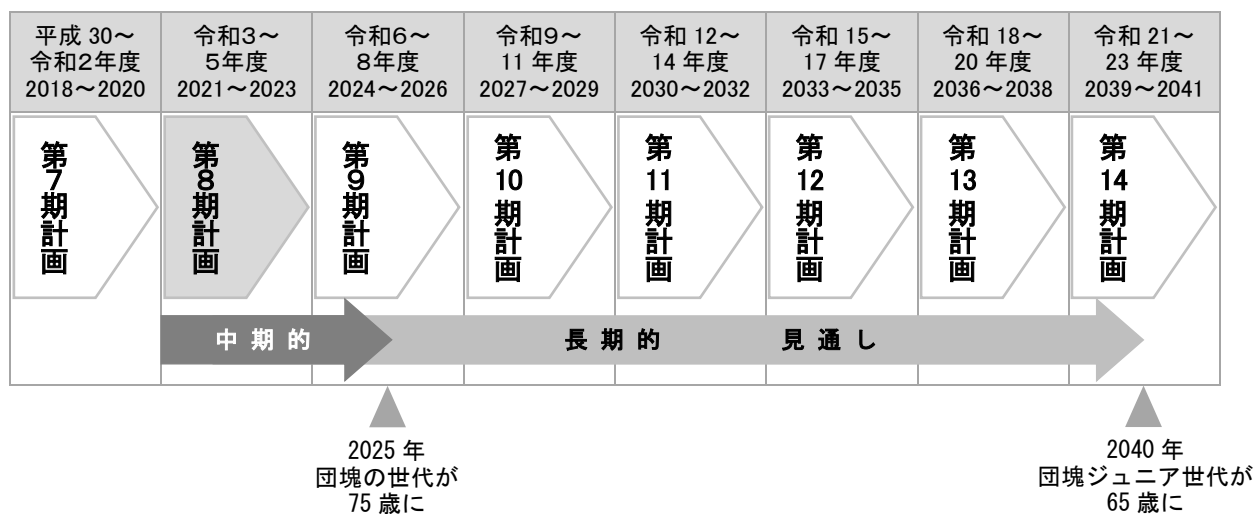 平成 30～
令和2年度
2018～2020
令和3～
5年度
2021～2023
令和6～
8年度
2024～2026
令和9～
11 年度
2027～2029
令和 12～
14 年度
2030～2032
令和 15～
17 年度
2033～2035
令和 18～
20 年度
2036～2038
令和 21～
23 年度
2039～2041
第7期計画
第8期計画
第9期計画
第10期計画
第11期計画
第12期計画
第13期計画
第14期計画
中期的
長期的 見通し
2025 年
団塊の世代が
75 歳に
2040 年
団塊ジュニア世代が
65 歳に